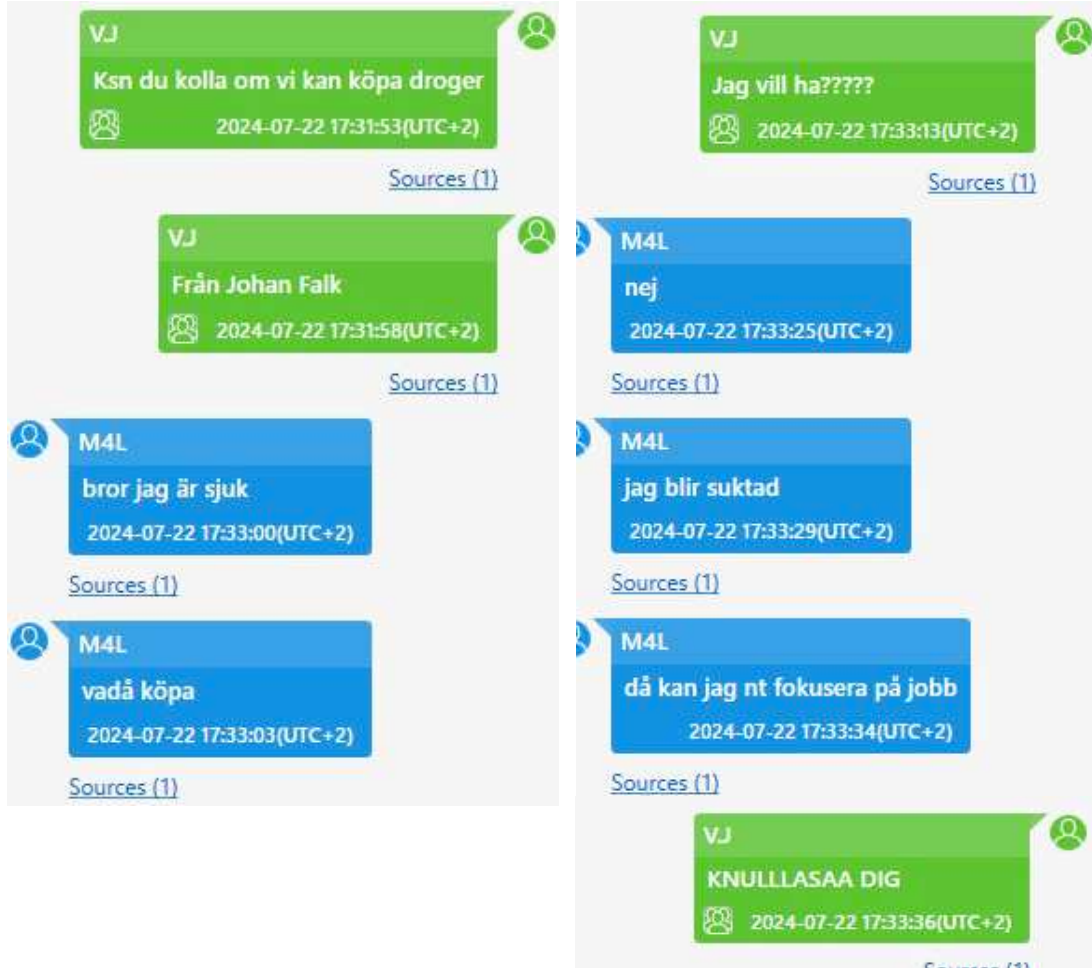 VJ
Ksn du kolla om vi kan köpa droger
2024-07-22 17:31:53(UTC+2)
Sources (1)
VJ
Från Johan Falk
2024-07-22 17:31:58(UTC+2)
Sources (1)
M4L
bror jag är sjuk
2024-07-22 17:33:00(UTC+2)
Sources (1)
M4L
vadå köpa
2024-07-22 17:33:03(UTC+2)
Sources (1)
VJ
Jag vill ha?????
2024-07-22 17:33:13(UTC+2)
Sources (1)
M4L
nej
2024-07-22 17:33:25(UTC+2)
Sources (1)
M4L
jag blir suktad
2024-07-22 17:33:29(UTC+2)
Sources (1)
M4L
då kan jag nt fokusera på jobb
2024-07-22 17:33:34(UTC+2)
Sources (1)
VJ
KNULLLASAA DIG
2024-07-22 17:33:36(UTC+2)
Sources (1)